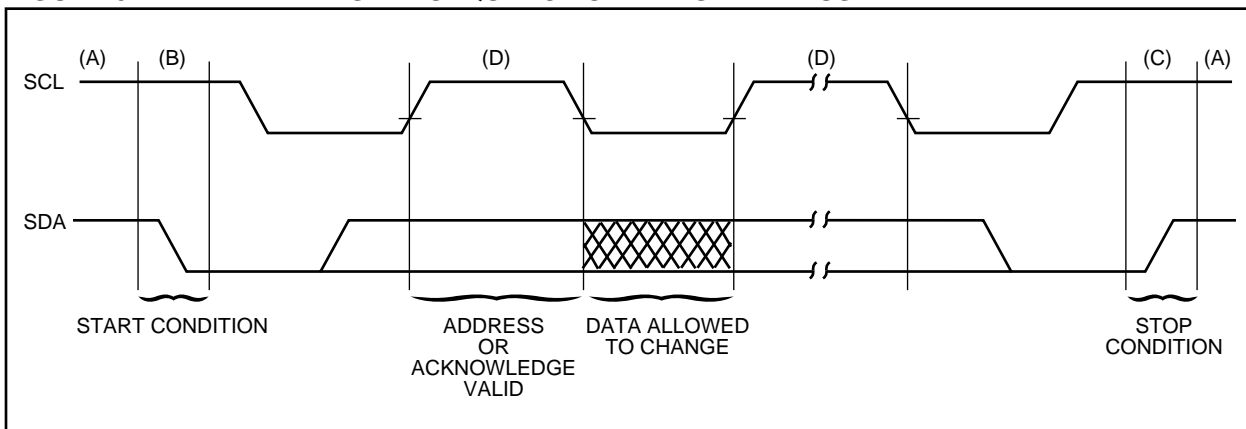 (A) (B) (D) (D) (C) (A)
SCL
SDA
START CONDITION
ADDRESS
OR
ACKNOWLEDGE
VALID
DATA ALLOWED
TO CHANGE
STOP
CONDITION